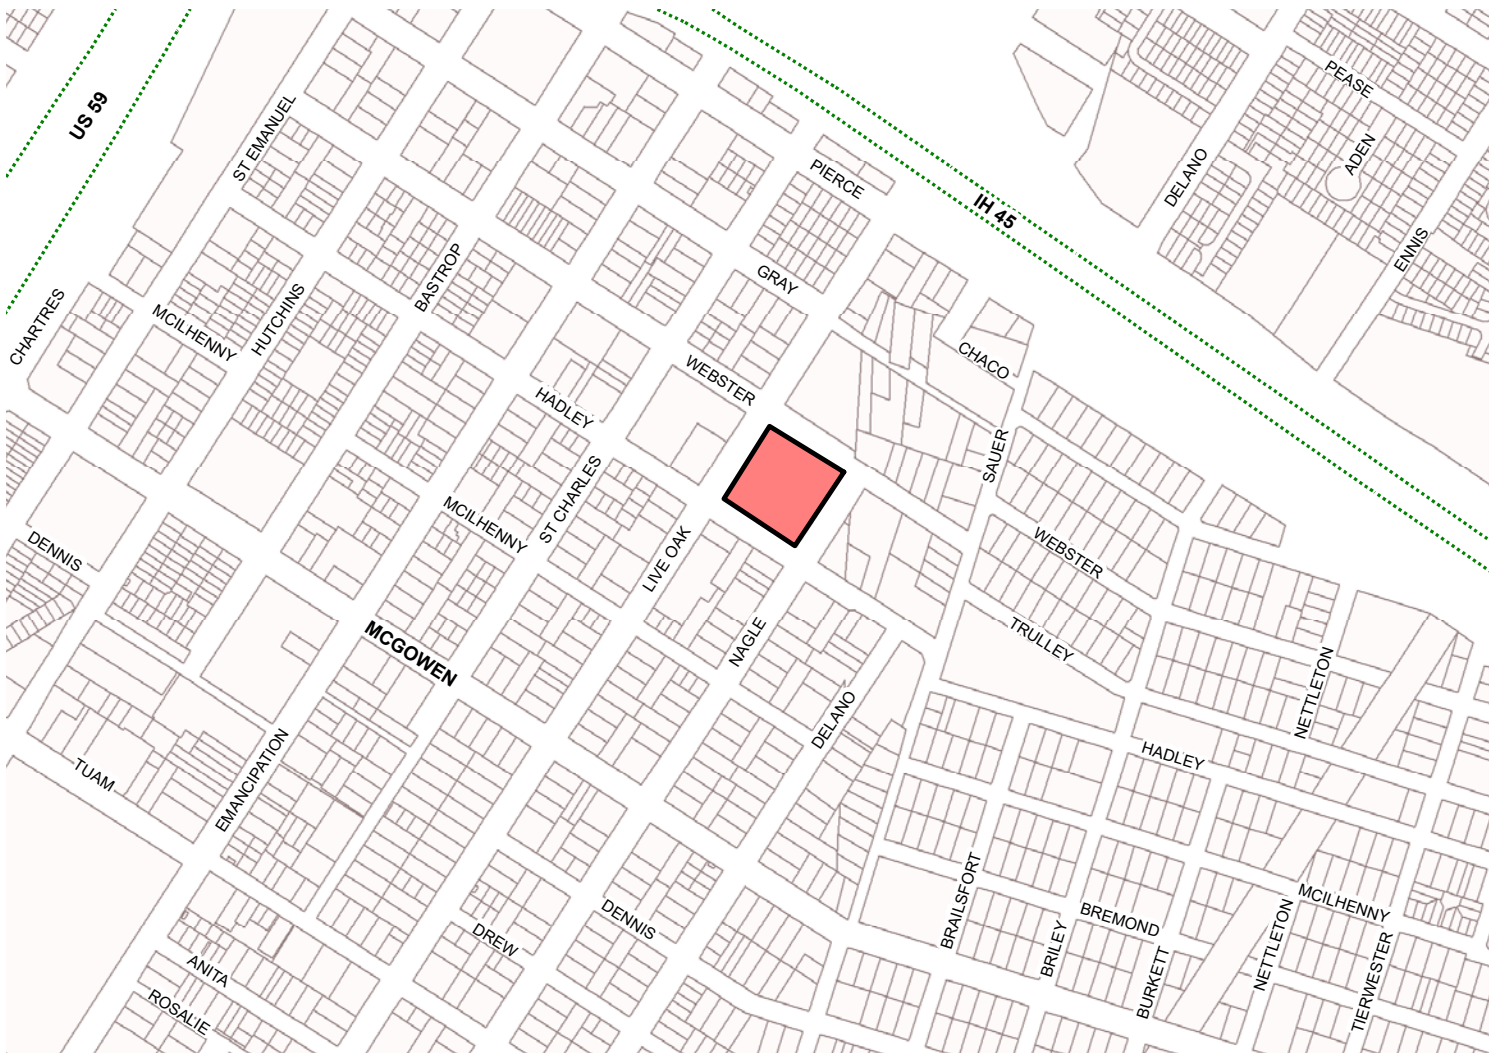 PEASE
US 59
ST EMANUEL
ADEN
PIERCE
DELANO
IH 45
ENNIS
BASTROP
GRAY
CHARTRES
MCILHENNY
HUTCHINS
CHACO
WEBSTER
HADLEY
SAUER
ST CHARLES
MCILHENNY
DENNIS
LIVE OAK
WEBSTER
MCGOWEN
NAGLE
TRULLEY
NETTLETON
DELANO
HADLEY
TUAM
EMANCIPATION
BRAILSFORT
MCILHENNY
DENNIS
BREMOND
DREW
NETTLETON
BRILEY
ANITA
BURKETT
TIERWESTER
ROSALIE